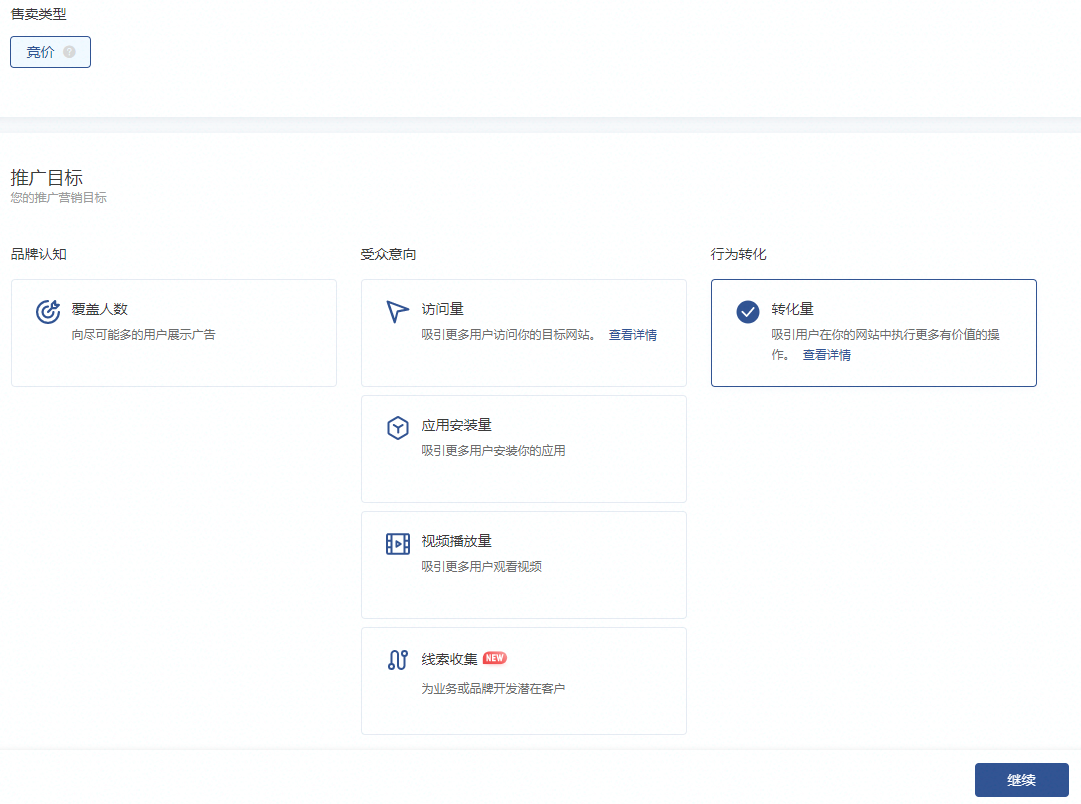 售卖类型
竞价 ?
推广目标
您的推广营销目标
品牌认知
覆盖人数
向尽可能多的用户展示广告
受众意向
访问量
吸引更多用户访问你的目标网站。 查看详情
应用安装量
吸引更多用户安装你的应用
视频播放量
吸引更多用户观看视频
线索收集 NEW
为业务或品牌开发潜在客户
行为转化
转化量
吸引用户在你的网站中执行更多有价值的操
作。 查看详情
继续